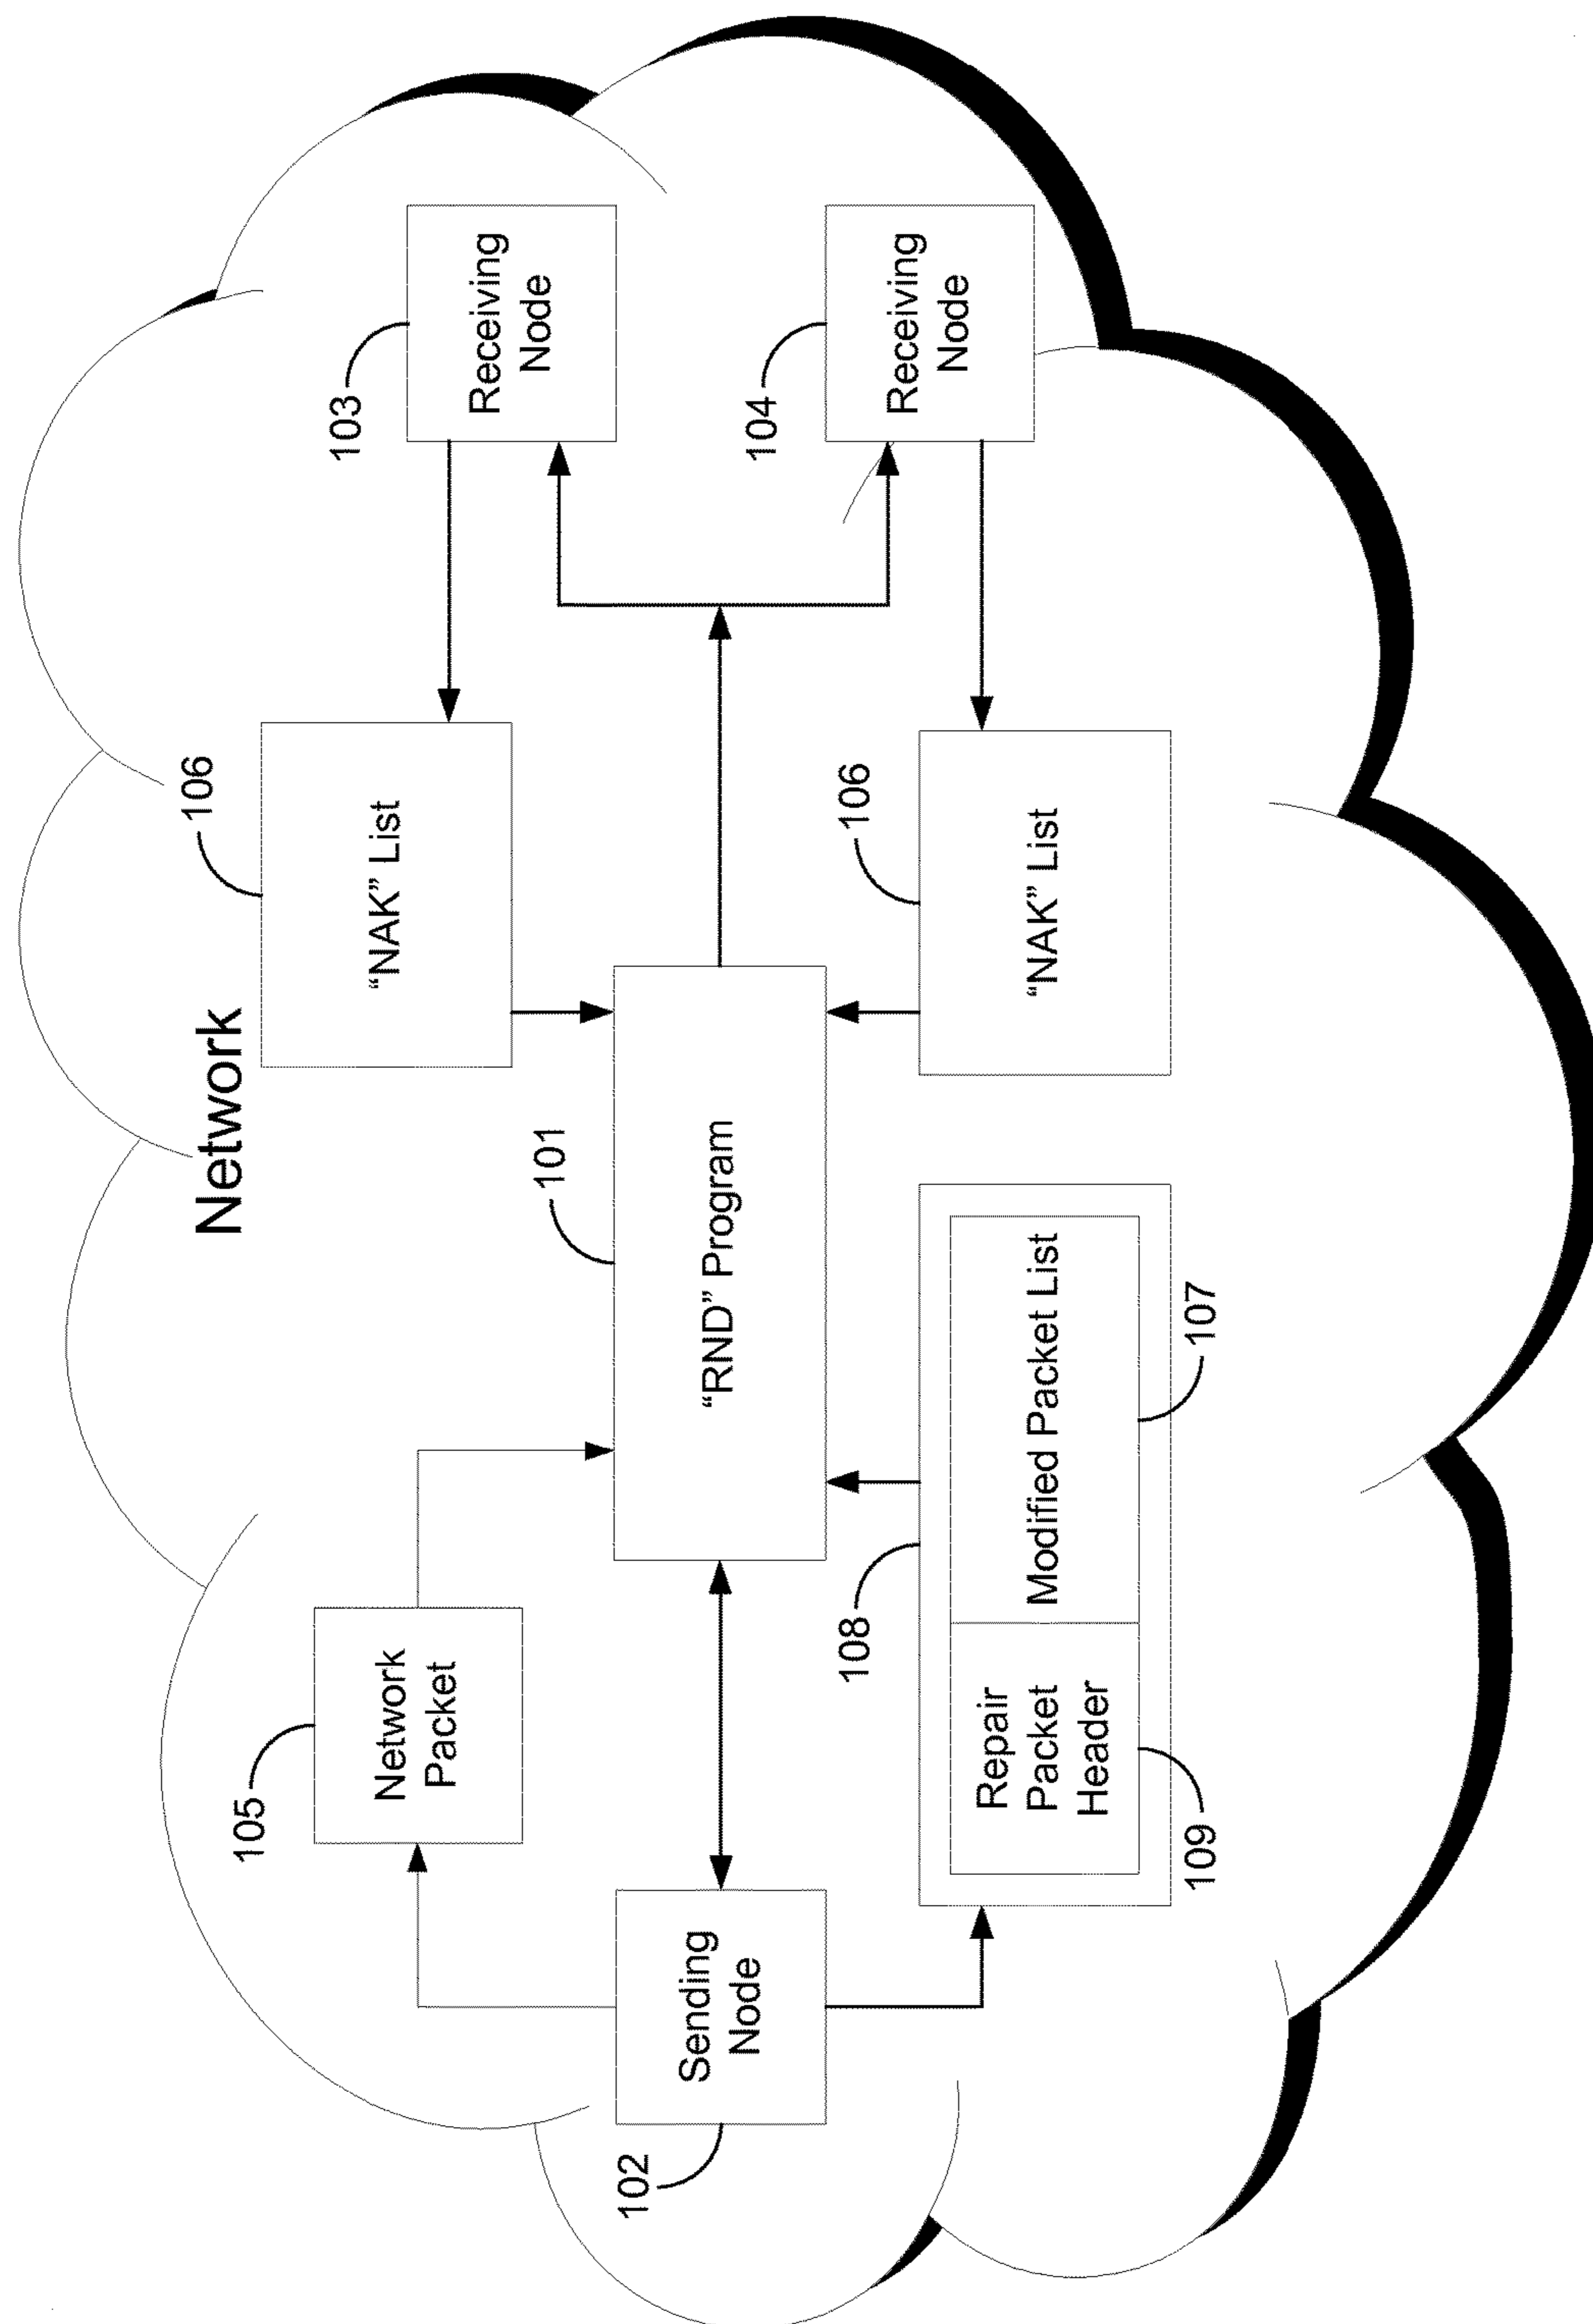 Network
106
"NAK" List
103
Receiving
Node
105
Network
Packet
101
"RND" Program
102
Sending
Node
104
Receiving
Node
108
Repair
Packet
Header
Modified Packet List
109
107
106
"NAK" List